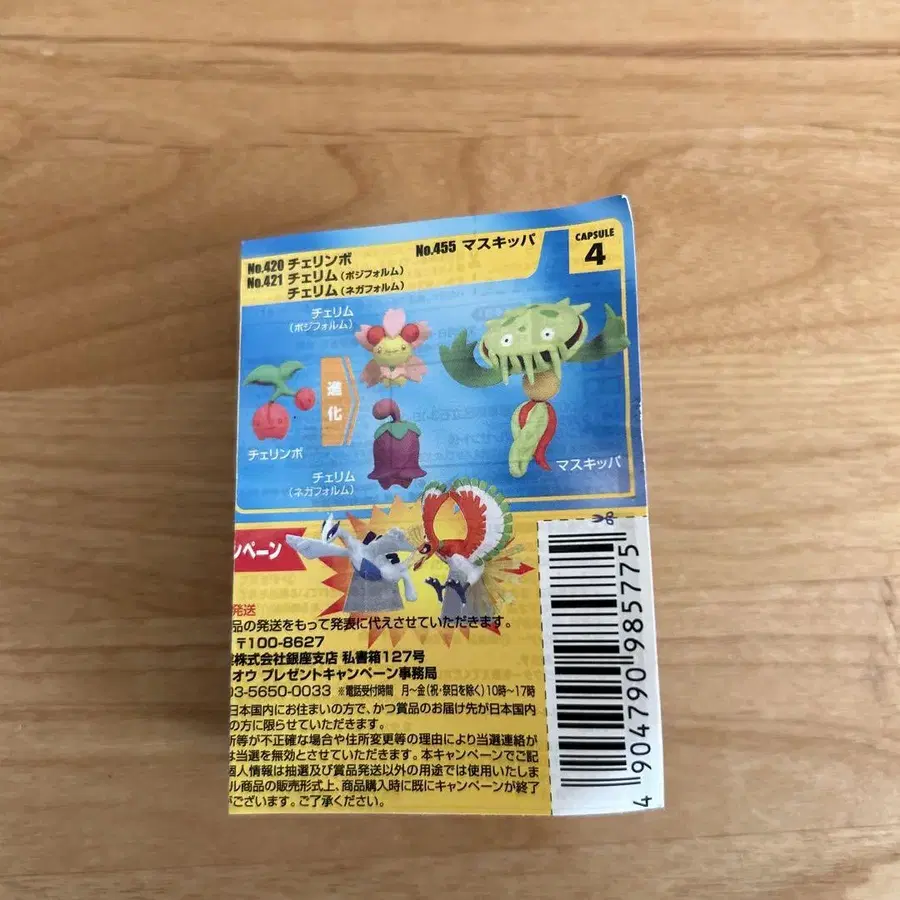 No.420 チェリンボ
No.421 チェリム(ポジフォルム)
チェリム(ネガフォルム)
No.455 マスキッパ
CAPSULE
4
チェリム
(ポジフォルム)
進化
チェリンボ
チェリム
(ネガフォルム)
マスキッパ
ンペーン
発送
品の発送をもって発表に代えさせていただきます。
〒100-8627
株式会社銀座支店 私書箱127号
オウ プレゼントキャンペーン事務局
03-5650-0033 ※電話受付時間 月〜金(祝・祭日を除く)10時〜17時
日本国内にお住まいの方で、かつ賞品のお届け先が日本国内
の方に限らせていただきます。
所等が不正確な場合や住所変更等の理由により当選連絡が
は当選を無効とさせていただきます。本キャンペーンでご記
個人情報は抽選及び賞品発送以外の用途では使用いたしま
ル商品の販売形式上、商品購入時に既にキャンペーンが終了
がございます。ご了承ください。
4 904790 985775